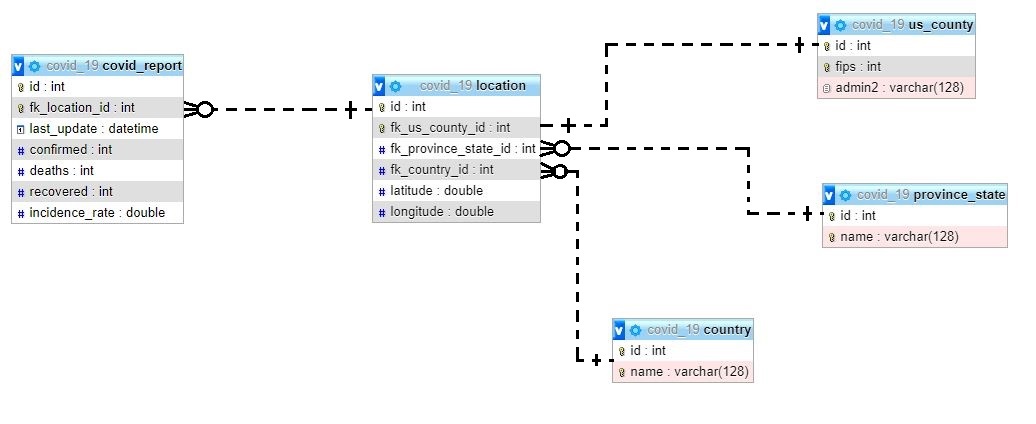 covid_19 covid_report
id : int
fk_location_id : int
last_update : datetime
confirmed : int
deaths : int
recovered : int
incidence_rate : double
covid_19 location
id : int
fk_us_county_id : int
fk_province_state_id : int
fk_country_id : int
latitude : double
longitude : double
covid_19 us_county
id : int
fips : int
admin2 : varchar(128)
covid_19 province_state
id : int
name : varchar(128)
covid_19 country
id : int
name : varchar(128)